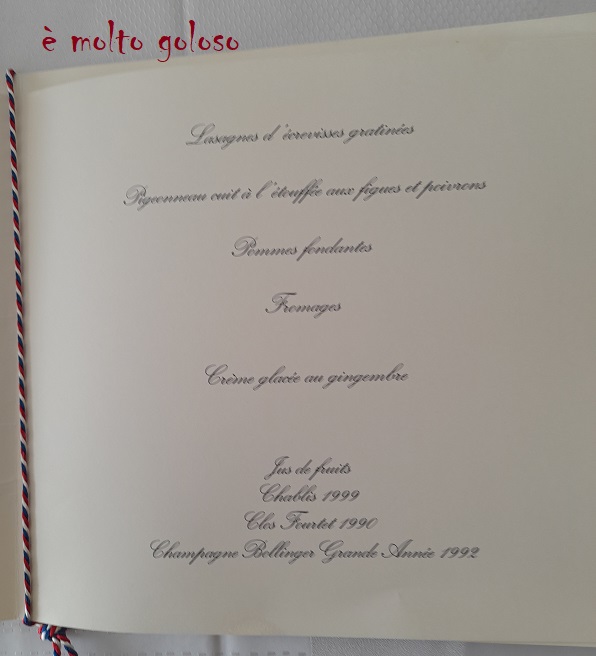 è molto goloso
Lasagnes d'écrevisses gratinées
Pigeonneau cuit à l'étouffée aux figues et poivrons
Pommes fondantes
Fromages
Crème glacée au gingembre
Jus de fruits
Chablis 1999
Clos Fourtet 1990
Champagne Bollinger Grande Année 1992